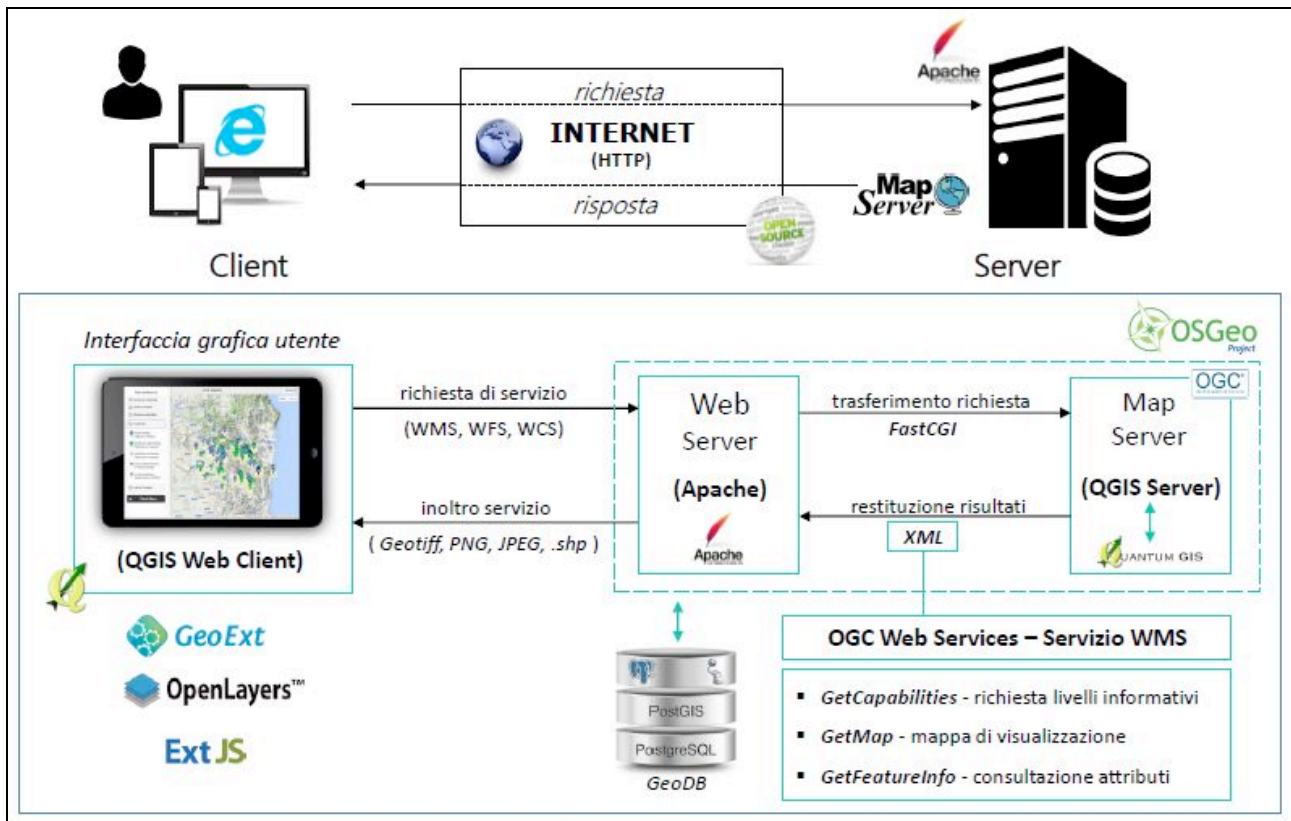 richiesta
INTERNET
(HTTP)
risposta
OPEN
SOURCE
Apache
Map
Server
Client
Server
Interfaccia grafica utente
(QGIS Web Client)
GeoExt
OpenLayers™
Ext JS
richiesta di servizio
(WMS, WFS, WCS)
inoltro servizio
( Geotiff, PNG, JPEG, .shp )
OSGeo
Project
Web
Server
(Apache)
Apache
trasferimento richiesta
FastCGI
restituzione risultati
XML
OGC®
Map
Server
(QGIS Server)
QUANTUM GIS
PostGIS
PostgreSQL
GeoDB
OGC Web Services – Servizio WMS
▪ GetCapabilities - richiesta livelli informativi
▪ GetMap - mappa di visualizzazione
▪ GetFeatureInfo - consultazione attributi